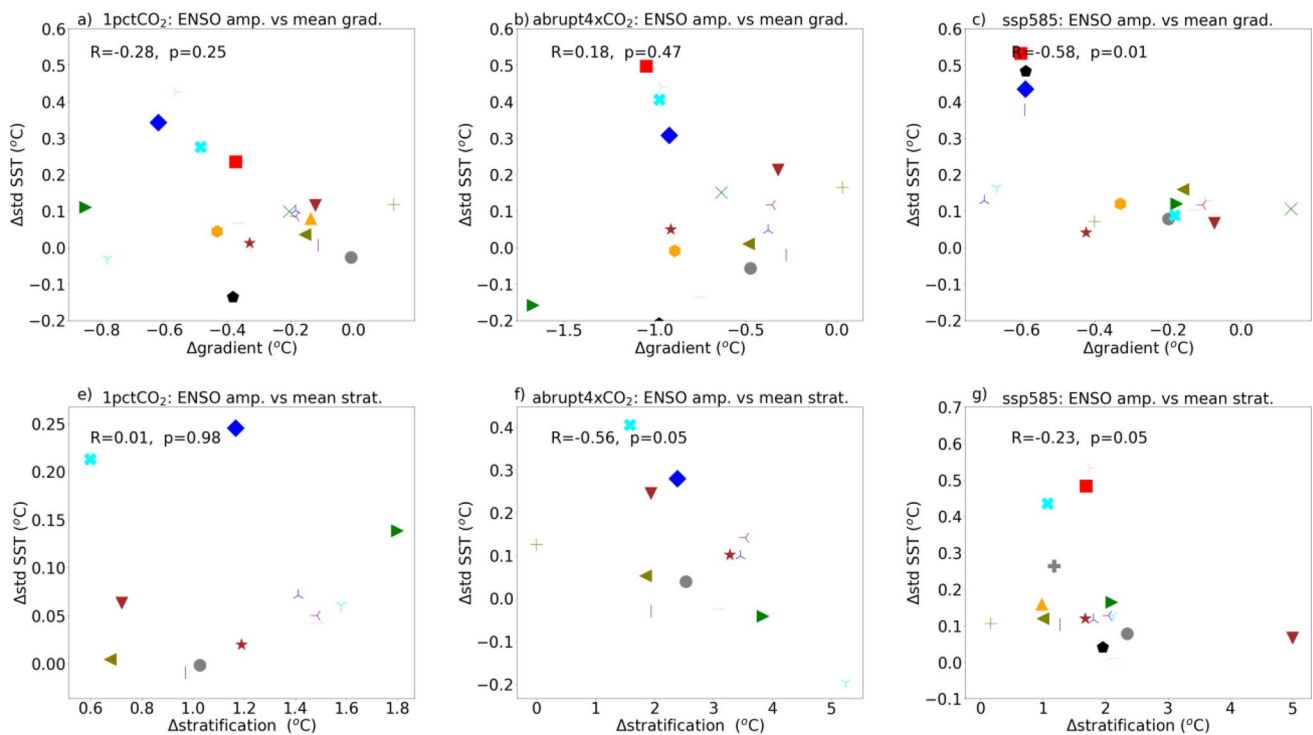 a) 1pctCO₂: ENSO amp. vs mean grad.
R=-0.28, p=0.25
Δstd SST (°C)
0.6
0.5
0.4
0.3
0.2
0.1
0.0
−0.1
−0.2
−0.8 −0.6 −0.4 −0.2 0.0
Δgradient (°C)
b) abrupt4xCO₂: ENSO amp. vs mean grad.
R=0.18, p=0.47
Δstd SST (°C)
0.6
0.5
0.4
0.3
0.2
0.1
0.0
−0.1
−0.2
−1.5 −1.0 −0.5 0.0
Δgradient (°C)
c) ssp585: ENSO amp. vs mean grad.
R=-0.58, p=0.01
Δstd SST (°C)
0.6
0.5
0.4
0.3
0.2
0.1
0.0
−0.1
−0.2
−0.6 −0.4 −0.2 0.0
Δgradient (°C)
e) 1pctCO₂: ENSO amp. vs mean strat.
R=0.01, p=0.98
Δstd SST (°C)
0.25
0.20
0.15
0.10
0.05
0.00
0.6 0.8 1.0 1.2 1.4 1.6 1.8
Δstratification (°C)
f) abrupt4xCO₂: ENSO amp. vs mean strat.
R=-0.56, p=0.05
Δstd SST (°C)
0.4
0.3
0.2
0.1
0.0
−0.1
−0.2
0 1 2 3 4 5
Δstratification (°C)
g) ssp585: ENSO amp. vs mean strat.
R=-0.23, p=0.05
Δstd SST (°C)
0.7
0.6
0.5
0.4
0.3
0.2
0.1
0.0
−0.1
0 1 2 3 4 5
Δstratification (°C)